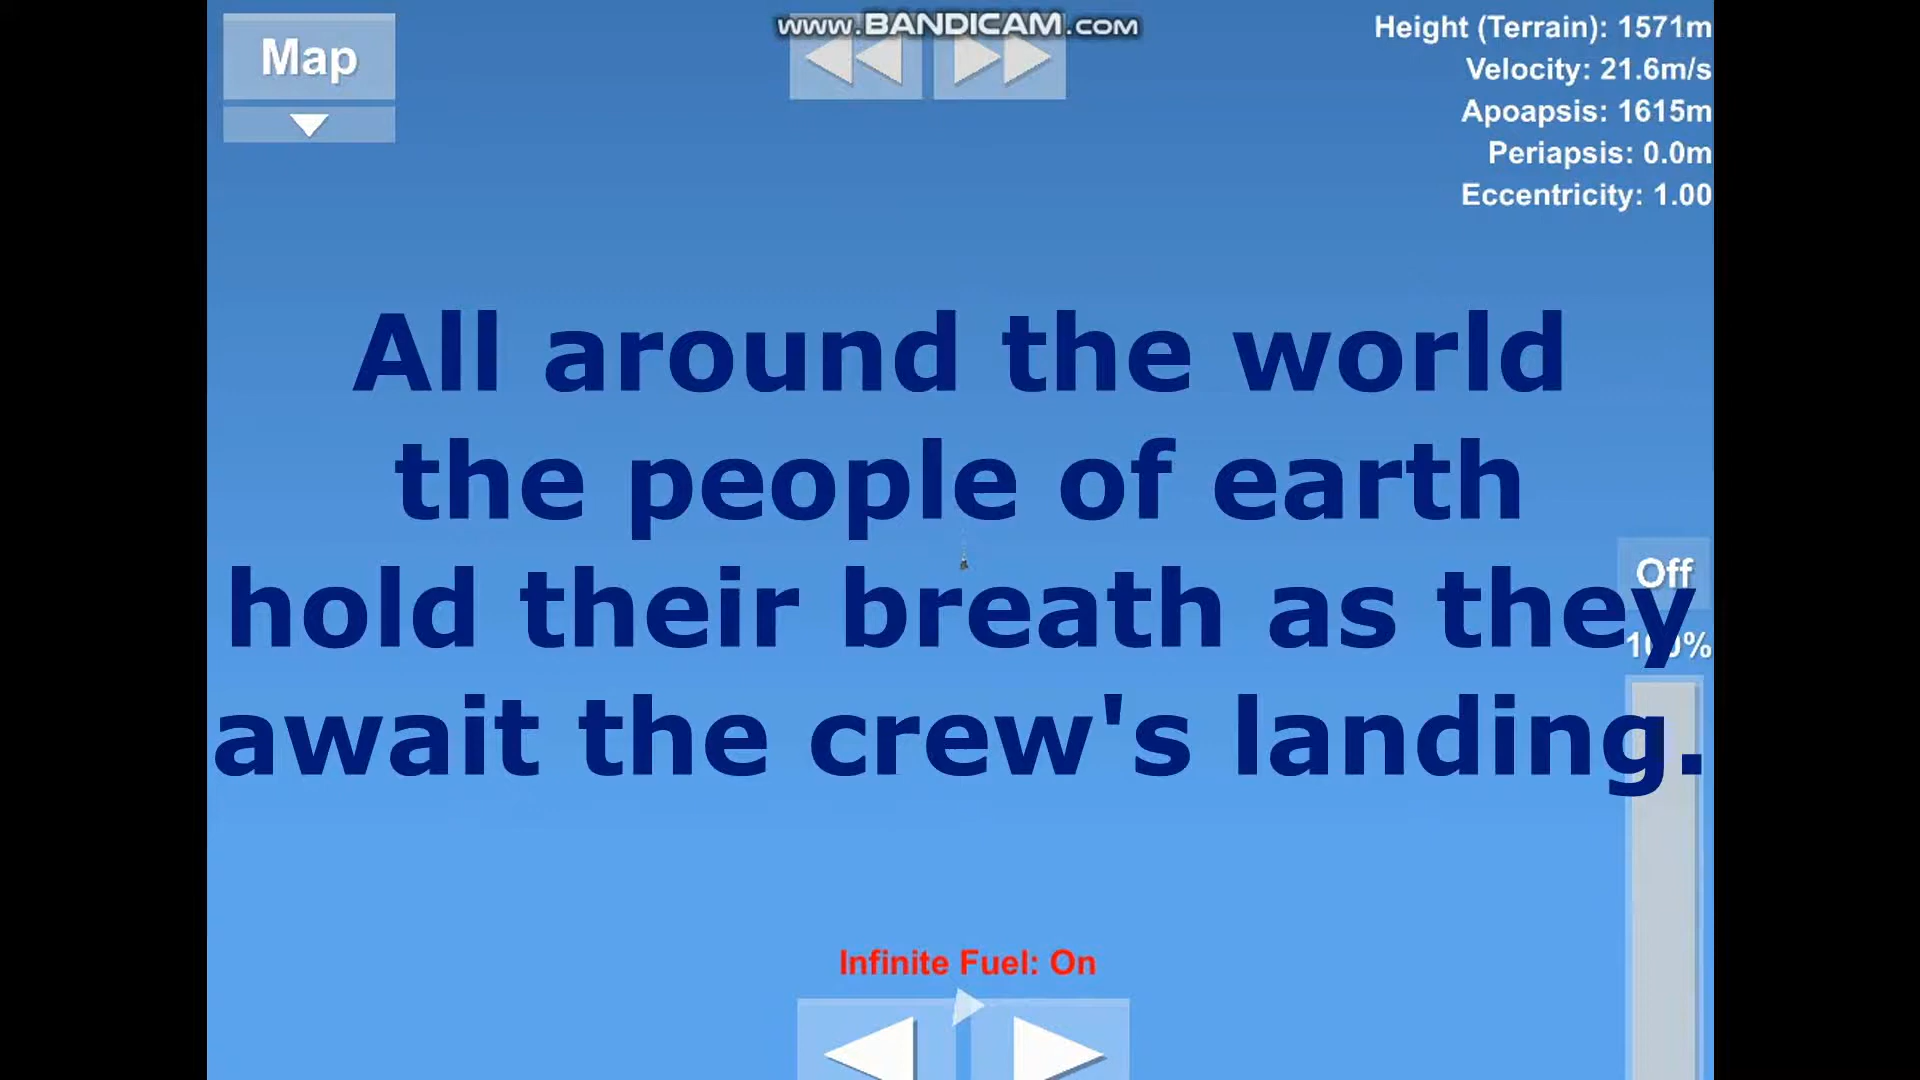 www.BANDICAM.com
Map
Height (Terrain): 1571m
Velocity: 21.6m/s
Apoapsis: 1615m
Periapsis: 0.0m
Eccentricity: 1.00
All around the world
the people of earth
hold their breath as they
await the crew's landing.
Off
100%
Infinite Fuel: On